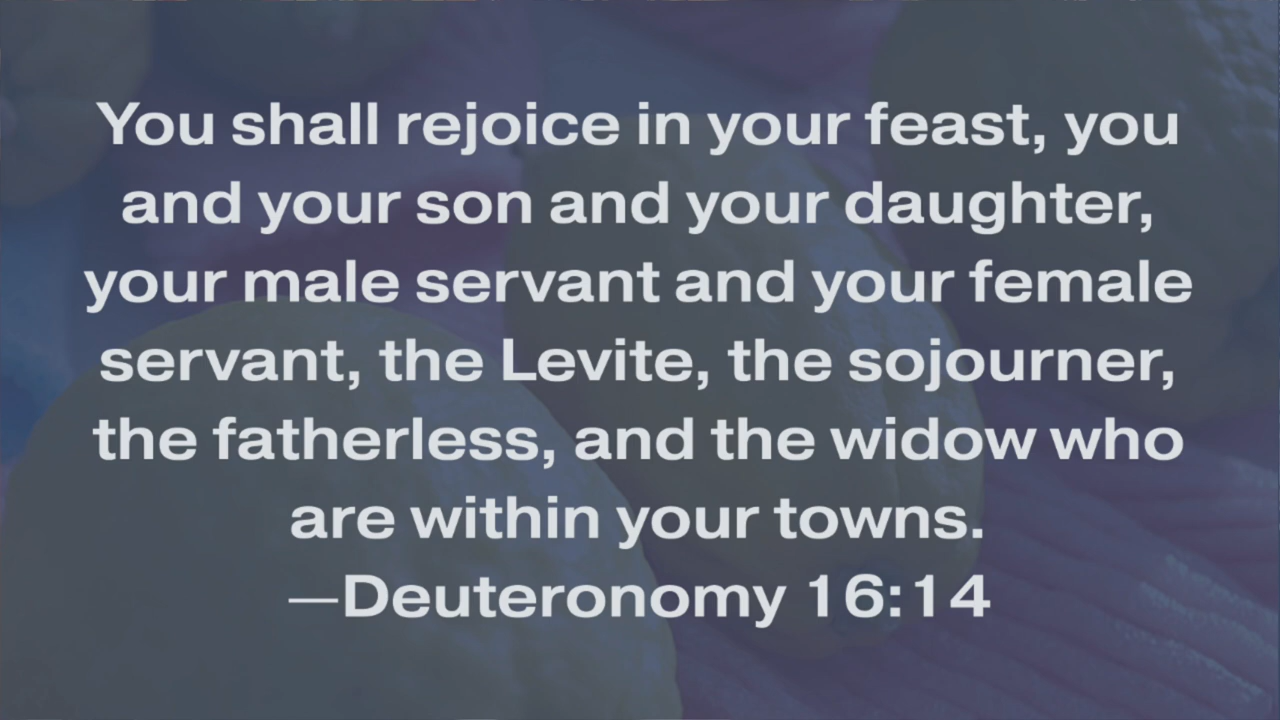 You shall rejoice in your feast, you
and your son and your daughter,
your male servant and your female
servant, the Levite, the sojourner,
the fatherless, and the widow who
are within your towns.
—Deuteronomy 16:14